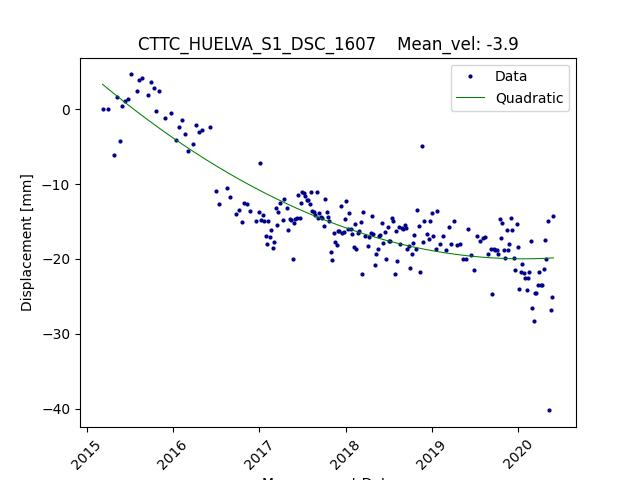 CTTC_HUELVA_S1_DSC_1607    Mean_vel: -3.9
Data
Quadratic
Displacement [mm]
0
−10
−20
−30
−40
2015
2016
2017
2018
2019
2020